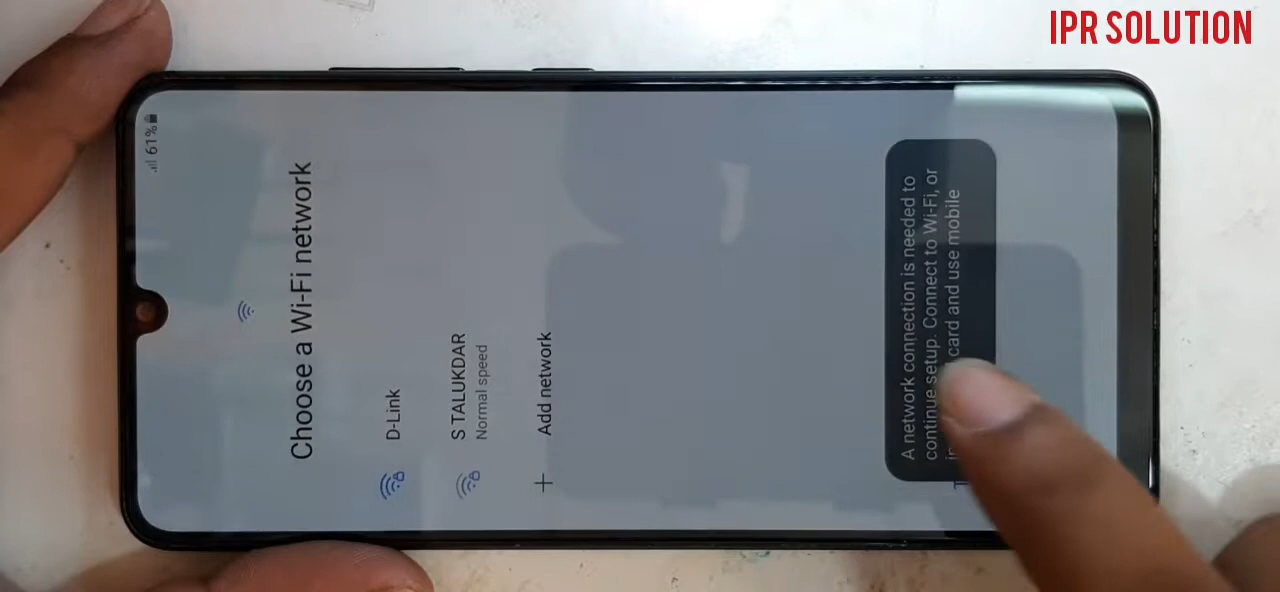 IPR SOLUTION
61%
Choose a Wi-Fi network
D-Link
S TALUKDAR
Normal speed
Add network
A network connection is needed to
continue setup. Connect to Wi-Fi, or
card and use mobile